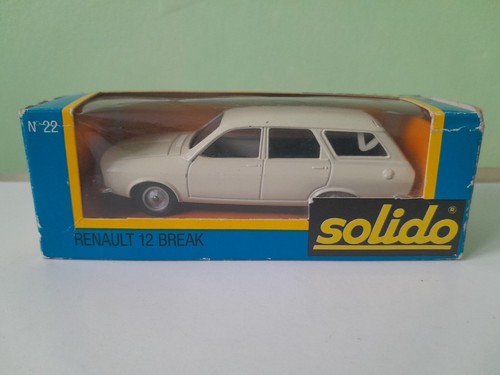 N° 22
RENAULT 12 BREAK
solido®